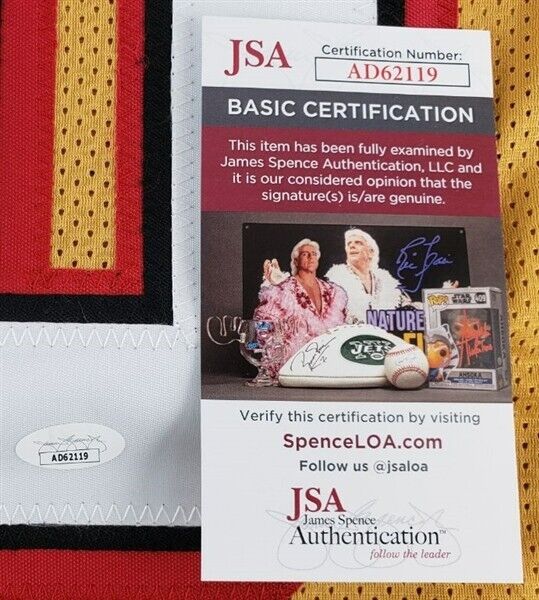 JSA
Certification Number:
AD62119
BASIC CERTIFICATION
This item has been fully examined by
James Spence Authentication, LLC and
it is our considered opinion that the
signature(s) is/are genuine.
NATURE
JETS
AHSOKA
Verify this certification by visiting
SpenceLOA.com
Follow us @jsaloa
JSA
James Spence
Authentication™
follow the leader
AD62119